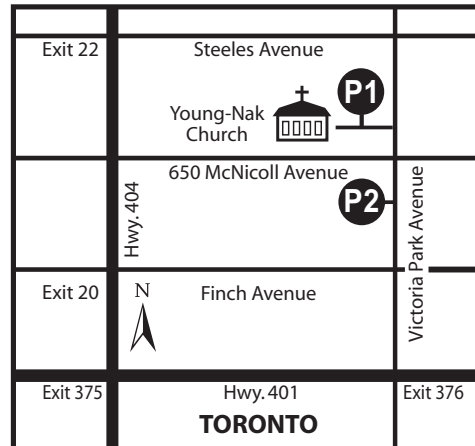 Exit 22
Steeles Avenue
P1
Young-Nak
Church
650 McNicoll Avenue
P2
Hwy. 404
Victoria Park Avenue
Exit 20
N
Finch Avenue
Exit 375
Hwy. 401
Exit 376
TORONTO